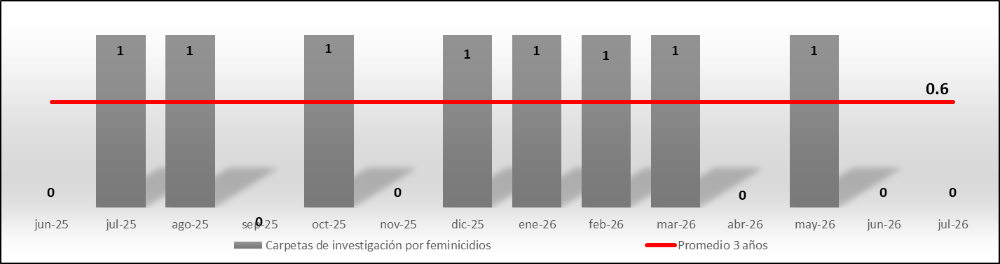 1 1 1 1 1 1 1 1
0.6
0 0 0 0 0 0
jun-25 jul-25 ago-25 sep-25 oct-25 nov-25 dic-25 ene-26 feb-26 mar-26 abr-26 may-26 jun-26 jul-26
Carpetas de investigación por feminicidios Promedio 3 años